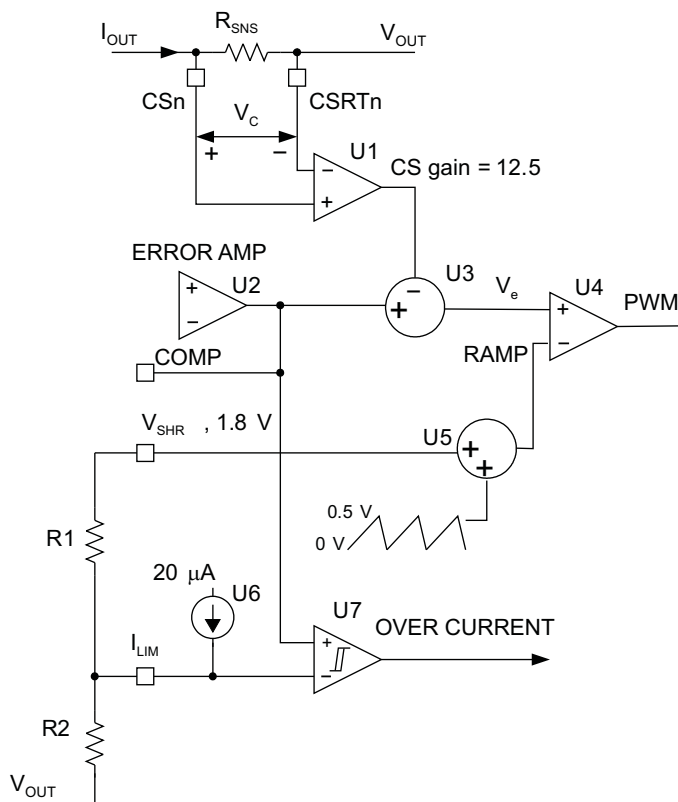 R_SNS
I_OUT
V_OUT
CSn
CSRTn
V_C
+
−
U1
−
+
CS gain = 12.5
ERROR AMP
U2
+
−
−
+
U3
V_e
U4
+
−
PWM
COMP
RAMP
V_SHR , 1.8 V
U5
+
+
0.5 V
0 V
R1
20 μA
U6
U7
OVER CURRENT
+
−
I_LIM
R2
V_OUT